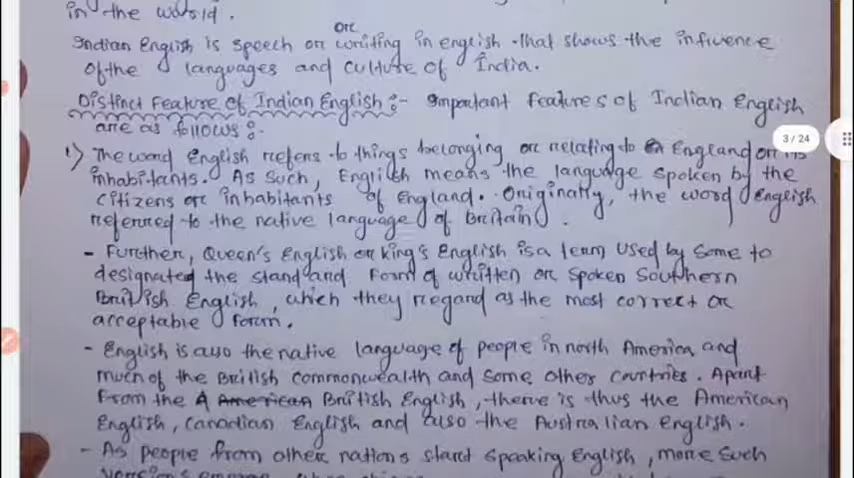 in the world.
or
Indian English is speech or writing in english that shows the influence
of the languages and culture of India.
Distinct Feature of Indian English :- Important features of Indian English
are as follows :
1) The word English refers to things belonging or relating to England or its
inhabitants. As such, English means the language spoken by the
citizens or inhabitants of England. Originally, the word English
referred to the native language of Britain.
- Further, Queen's English or king's English is a term used by some to
designated the standard form of written or spoken Southern
British English, which they regard as the most correct or
acceptable form.
- English is also the native language of people in north America and
much of the British commonwealth and some other countries. Apart
from the American British English, there is thus the American
English, Canadian English and also the Australian English.
- As people from other nations start speaking English, more such
3 / 24